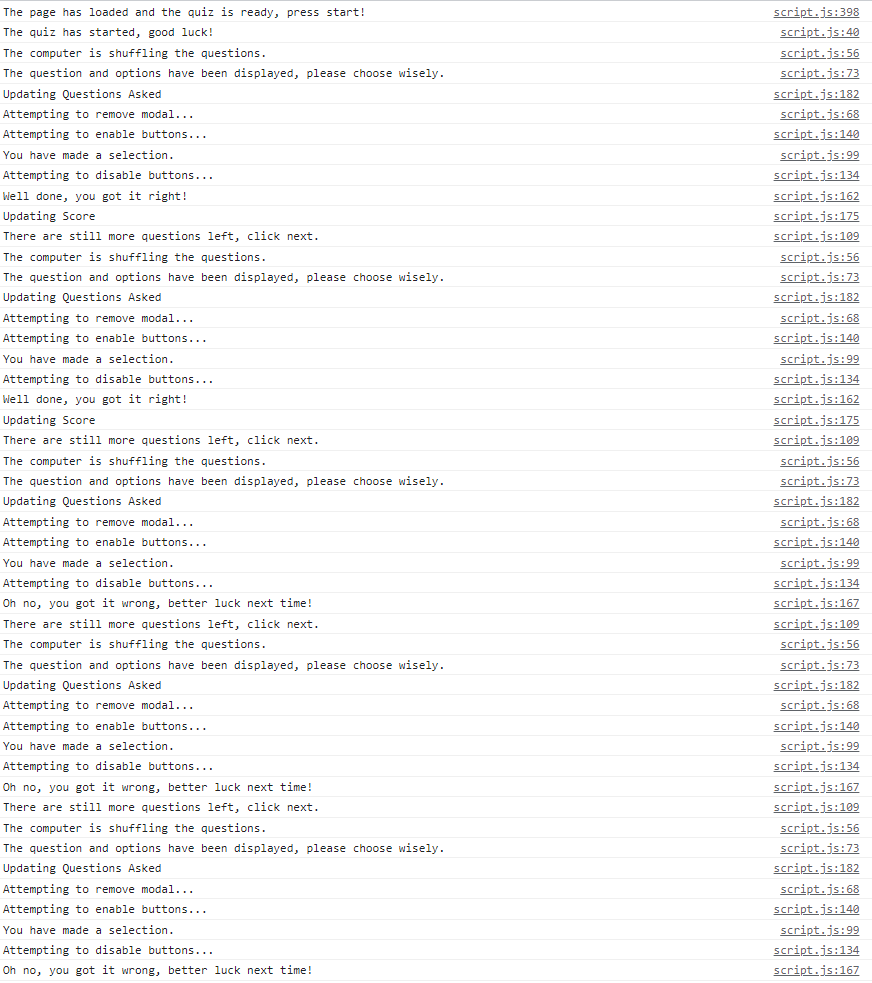 The page has loaded and the quiz is ready, press start! script.js:398
The quiz has started, good luck! script.js:40
The computer is shuffling the questions. script.js:56
The question and options have been displayed, please choose wisely. script.js:73
Updating Questions Asked script.js:182
Attempting to remove modal... script.js:68
Attempting to enable buttons... script.js:140
You have made a selection. script.js:99
Attempting to disable buttons... script.js:134
Well done, you got it right! script.js:162
Updating Score script.js:175
There are still more questions left, click next. script.js:109
The computer is shuffling the questions. script.js:56
The question and options have been displayed, please choose wisely. script.js:73
Updating Questions Asked script.js:182
Attempting to remove modal... script.js:68
Attempting to enable buttons... script.js:140
You have made a selection. script.js:99
Attempting to disable buttons... script.js:134
Well done, you got it right! script.js:162
Updating Score script.js:175
There are still more questions left, click next. script.js:109
The computer is shuffling the questions. script.js:56
The question and options have been displayed, please choose wisely. script.js:73
Updating Questions Asked script.js:182
Attempting to remove modal... script.js:68
Attempting to enable buttons... script.js:140
You have made a selection. script.js:99
Attempting to disable buttons... script.js:134
Oh no, you got it wrong, better luck next time! script.js:167
There are still more questions left, click next. script.js:109
The computer is shuffling the questions. script.js:56
The question and options have been displayed, please choose wisely. script.js:73
Updating Questions Asked script.js:182
Attempting to remove modal... script.js:68
Attempting to enable buttons... script.js:140
You have made a selection. script.js:99
Attempting to disable buttons... script.js:134
Oh no, you got it wrong, better luck next time! script.js:167
There are still more questions left, click next. script.js:109
The computer is shuffling the questions. script.js:56
The question and options have been displayed, please choose wisely. script.js:73
Updating Questions Asked script.js:182
Attempting to remove modal... script.js:68
Attempting to enable buttons... script.js:140
You have made a selection. script.js:99
Attempting to disable buttons... script.js:134
Oh no, you got it wrong, better luck next time! script.js:167